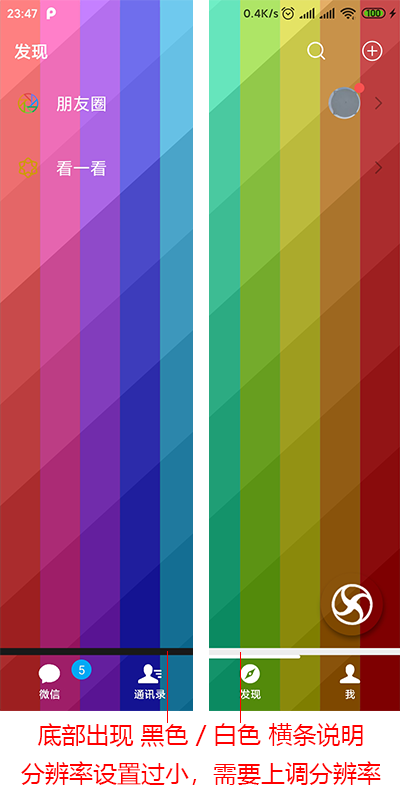 23:47
0.4K/s
100
发现
朋友圈
看一看
5
微信
通讯录
发现
我
底部出现 黑色 / 白色 横条说明
分辨率设置过小，需要上调分辨率